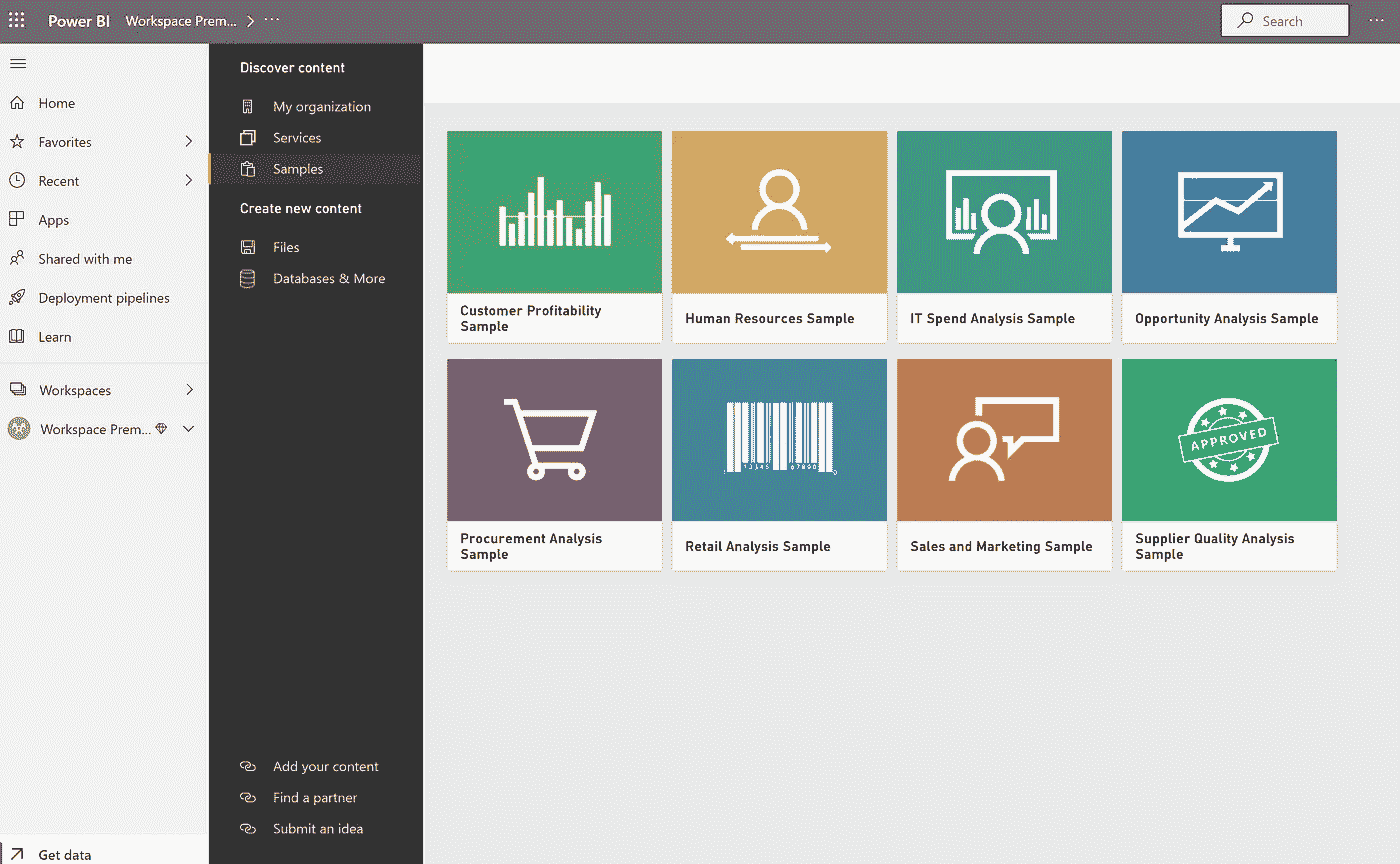 Power BI Workspace Prem... > ...
Search
...
Home
Favorites
Recent
Apps
Shared with me
Deployment pipelines
Learn
Workspaces
Workspace Prem...
Get data
Discover content
My organization
Services
Samples
Create new content
Files
Databases & More
Add your content
Find a partner
Submit an idea
Customer Profitability
Sample
Human Resources Sample
IT Spend Analysis Sample
Opportunity Analysis Sample
Procurement Analysis
Sample
12345 67890
Retail Analysis Sample
Sales and Marketing Sample
APPROVED
Supplier Quality Analysis
Sample